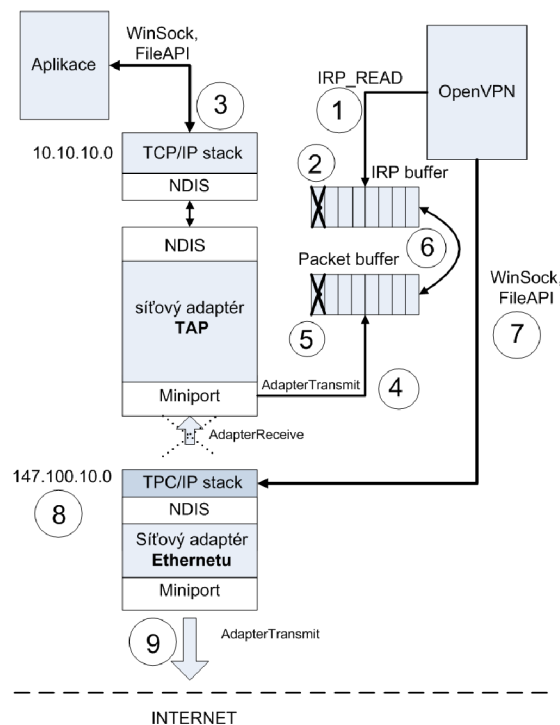 WinSock,
FileAPI
Aplikace
3
IRP_READ
1
OpenVPN
10.10.10.0
TCP/IP stack
NDIS
2
IRP buffer
NDIS
síťový adaptér
TAP
Miniport
6
Packet buffer
5
WinSock,
FileAPI
7
AdapterTransmit
4
AdapterReceive
147.100.10.0
8
TPC/IP stack
NDIS
Síťový adaptér
Ethernetu
Miniport
9
AdapterTransmit
INTERNET